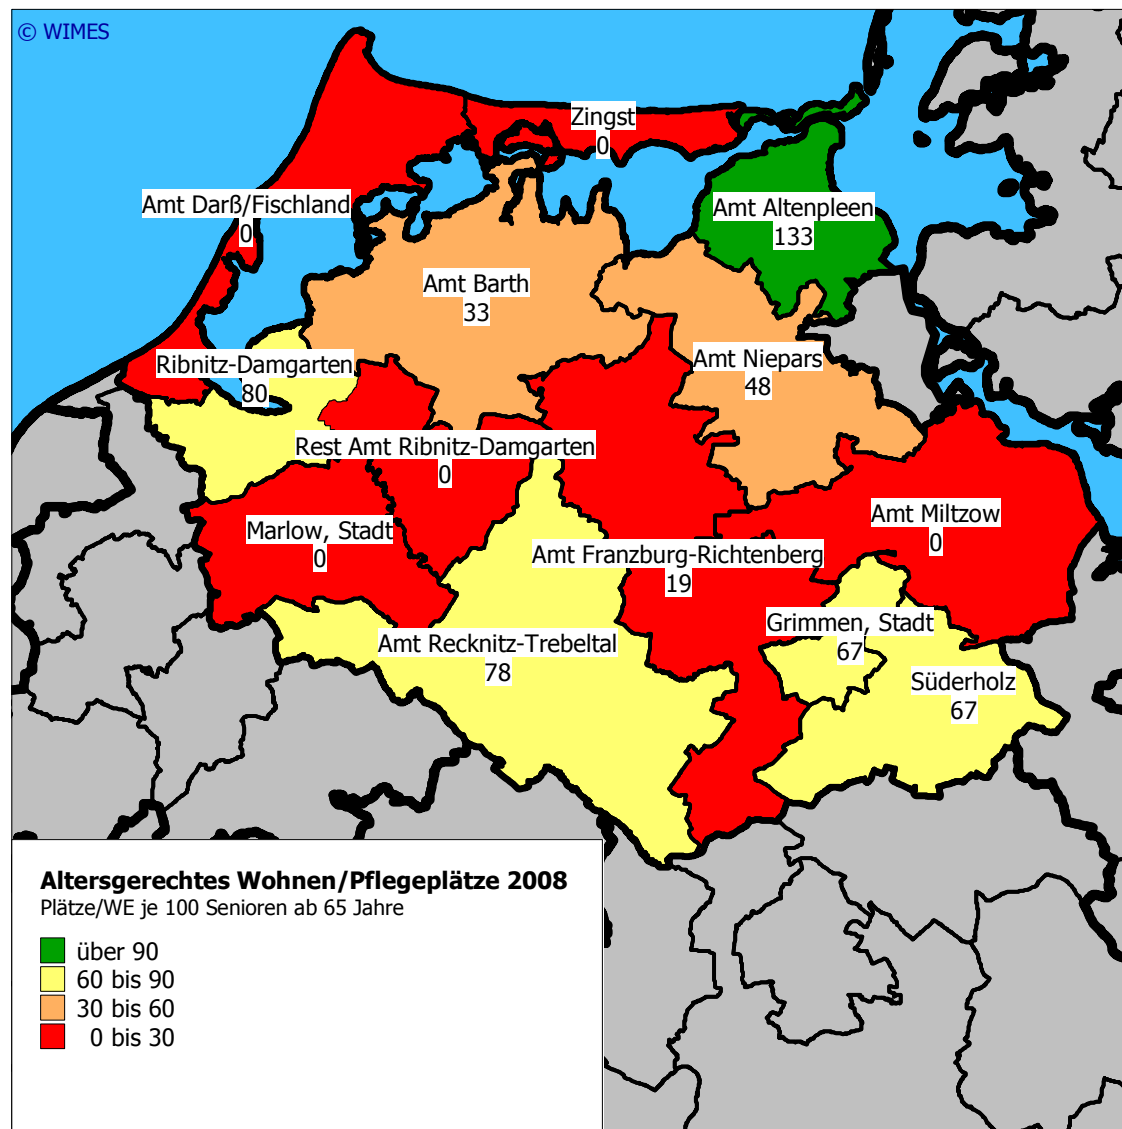 © WIMES
Zingst
0
Amt Darß/Fischland
0
Amt Altenpleen
133
Amt Barth
33
Ribnitz-Damgarten
80
Amt Niepars
48
Rest Amt Ribnitz-Damgarten
0
Marlow, Stadt
0
Amt Miltzow
0
Amt Franzburg-Richtenberg
19
Grimmen, Stadt
67
Amt Recknitz-Trebeltal
78
Süderholz
67
Altersgerechtes Wohnen/Pflegeplätze 2008
Plätze/WE je 100 Senioren ab 65 Jahre
über 90
60 bis 90
30 bis 60
0 bis 30